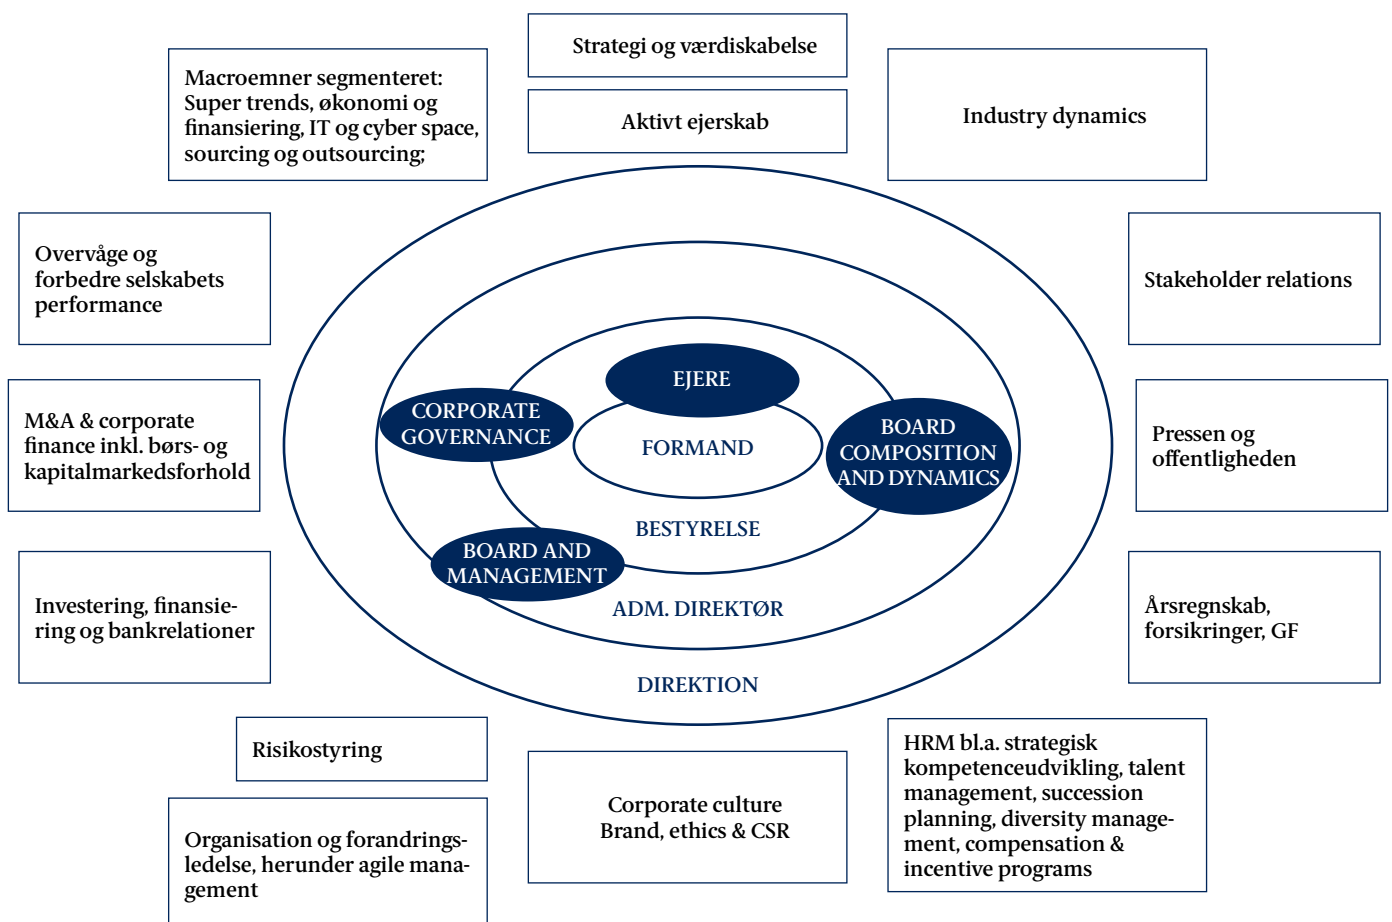 Strategi og værdiskabelse
Macroemner segmenteret:
Super trends, økonomi og
finansiering, IT og cyber space,
sourcing og outsourcing;
Aktivt ejerskab
Industry dynamics
Overvåge og
forbedre selskabets
performance
Stakeholder relations
M&A & corporate
finance inkl. børs- og
kapitalmarkedsforhold
EJERE
CORPORATE
GOVERNANCE
FORMAND
BOARD
COMPOSITION
AND DYNAMICS
Pressen og
offentligheden
BESTYRELSE
BOARD AND
MANAGEMENT
ADM. DIREKTØR
DIREKTION
Investering, finansie-
ring og bankrelationer
Årsregnskab,
forsikringer, GF
Risikostyring
Organisation og forandrings-
ledelse, herunder agile mana-
gement
Corporate culture
Brand, ethics & CSR
HRM bl.a. strategisk
kompetenceudvikling, talent
management, succession
planning, diversity manage-
ment, compensation &
incentive programs